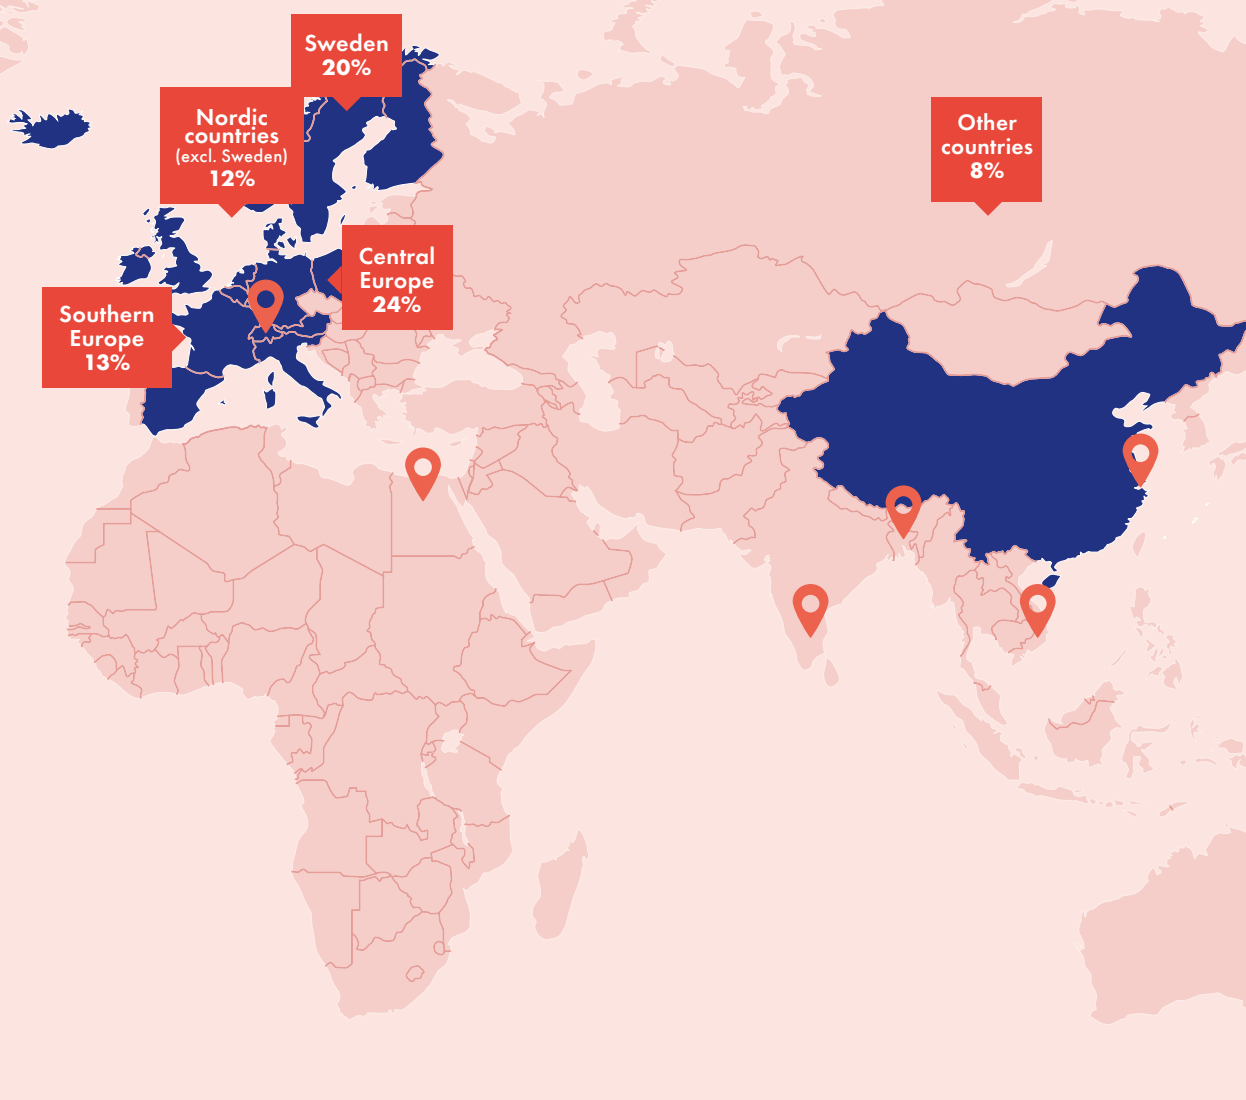 Sweden
20%
Nordic
countries
(excl. Sweden)
12%
Other
countries
8%
Central
Europe
24%
Southern
Europe
13%